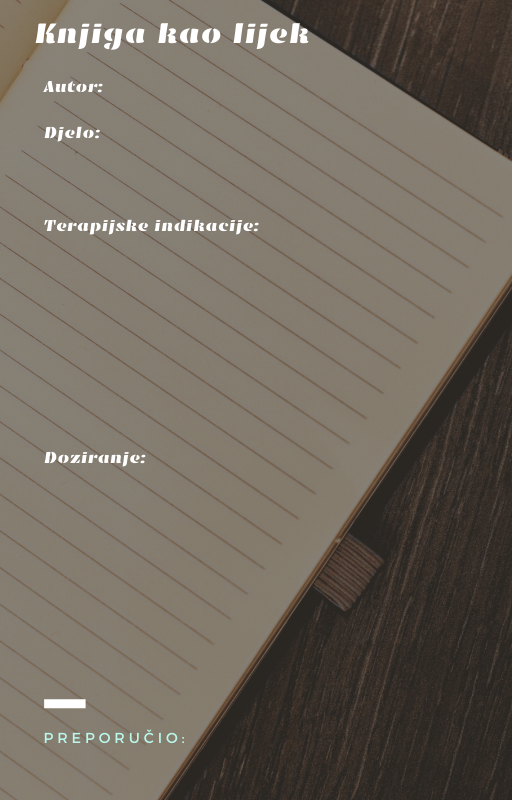 Knjiga kao lijek
Autor:
Djelo:
Terapijske indikacije:
Doziranje:
PREPORUČIO: